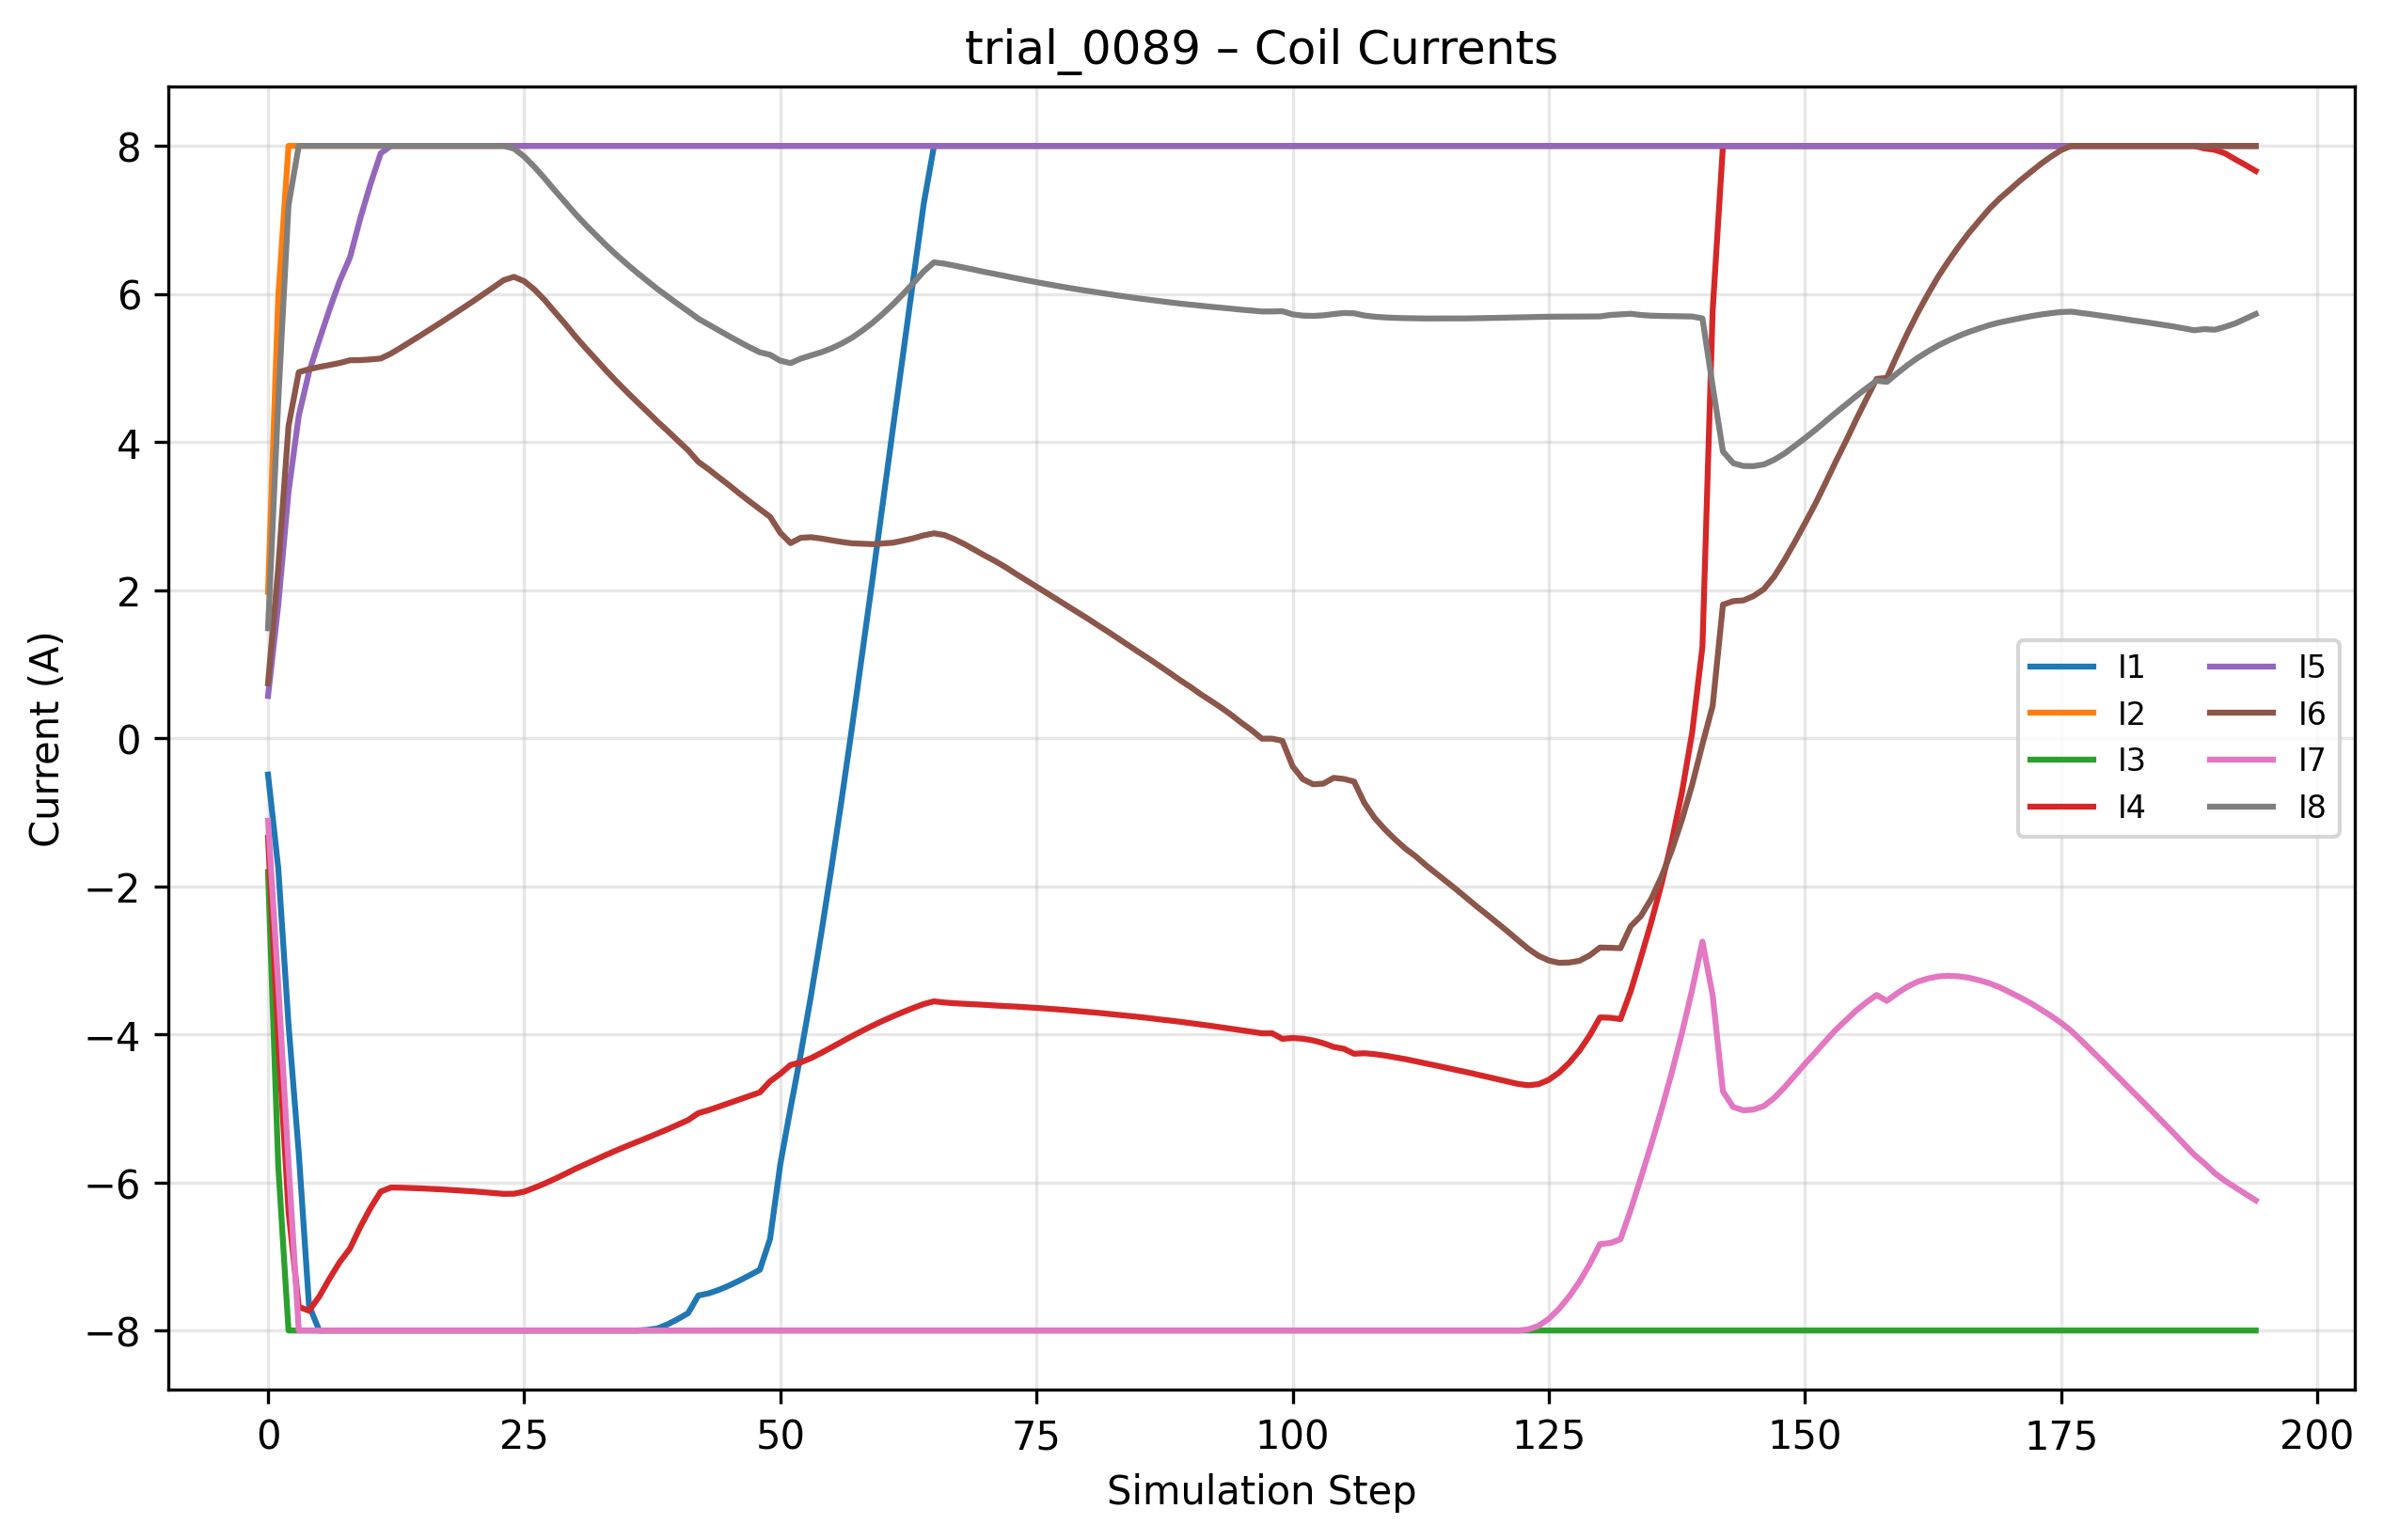 trial_0089 – Coil Currents
Current (A)
8
6
4
2
0
−2
−4
−6
−8
0 25 50 75 100 125 150 175 200
Simulation Step
I1 I5
I2 I6
I3 I7
I4 I8